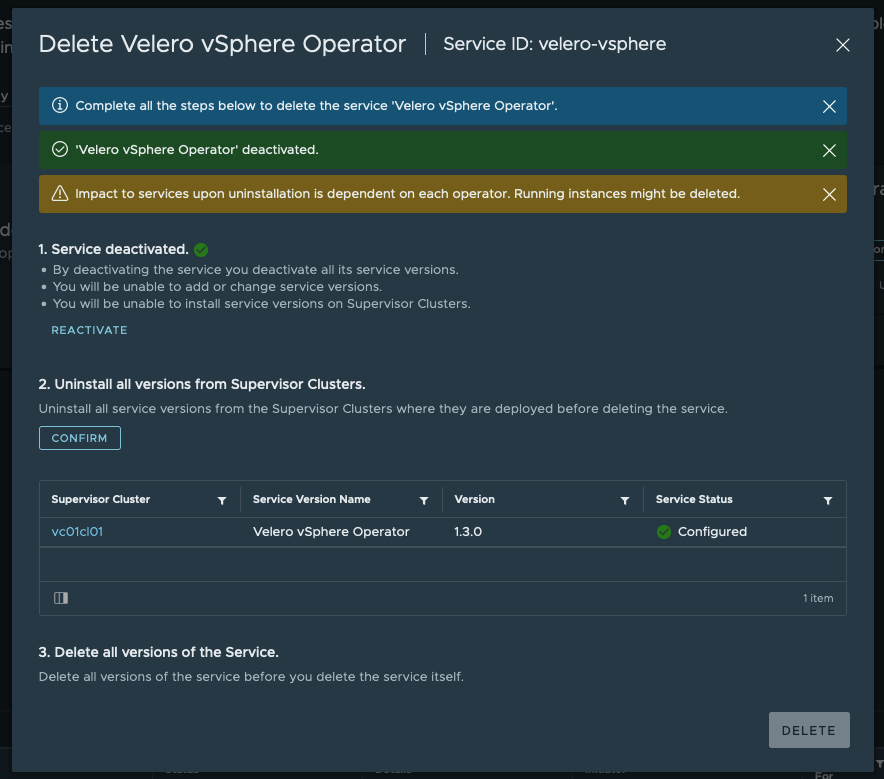 Delete Velero vSphere Operator | Service ID: velero-vsphere
Complete all the steps below to delete the service 'Velero vSphere Operator'.
'Velero vSphere Operator' deactivated.
Impact to services upon uninstallation is dependent on each operator. Running instances might be deleted.
1. Service deactivated.
• By deactivating the service you deactivate all its service versions.
• You will be unable to add or change service versions.
• You will be unable to install service versions on Supervisor Clusters.
REACTIVATE
2. Uninstall all versions from Supervisor Clusters.
Uninstall all service versions from the Supervisor Clusters where they are deployed before deleting the service.
CONFIRM
Supervisor Cluster Service Version Name Version Service Status
vc01cl01 Velero vSphere Operator 1.3.0 Configured
1 item
3. Delete all versions of the Service.
Delete all versions of the service before you delete the service itself.
DELETE
For